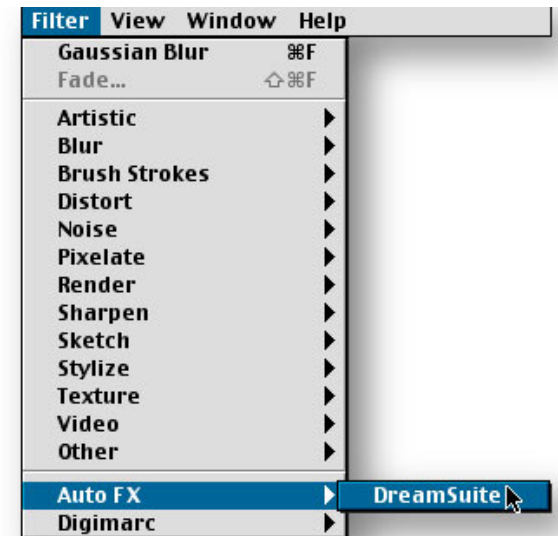 Filter View Window Help
Gaussian Blur ⌘F
Fade... ⇧⌘F
Artistic
Blur
Brush Strokes
Distort
Noise
Pixelate
Render
Sharpen
Sketch
Stylize
Texture
Video
Other
Auto FX DreamSuite
Digimarc